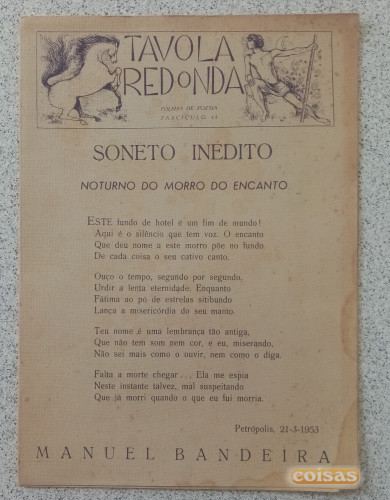 TAVOLA
REDONDA
FOLHAS DE POESIA
SONETO INÉDITO
NOTURNO DO MORRO DO ENCANTO
ESTE fundo de hotel é um fim de mundo!
Aqui é o silêncio que tem voz. O encanto
Que deu nome a este morro põe no fundo
De cada coisa o seu cativo canto.
Ouço o tempo, segundo por segundo,
Urdir a lenta eternidade. Enquanto
Fátima ao pó de estrelas sitibundo
Lança a misericórdia do seu manto.
Teu nome é uma lembrança tão antiga,
Que não tem som nem cor, e eu, miserando,
Não sei mais como o ouvir, nem como o diga.
Falta a morte chegar... Ela me espia
Neste instante talvez, mal suspeitando
Que já morri quando o que eu fui morria.
Petrópolis, 21-3-1953
MANUEL BANDEIRA
coisas